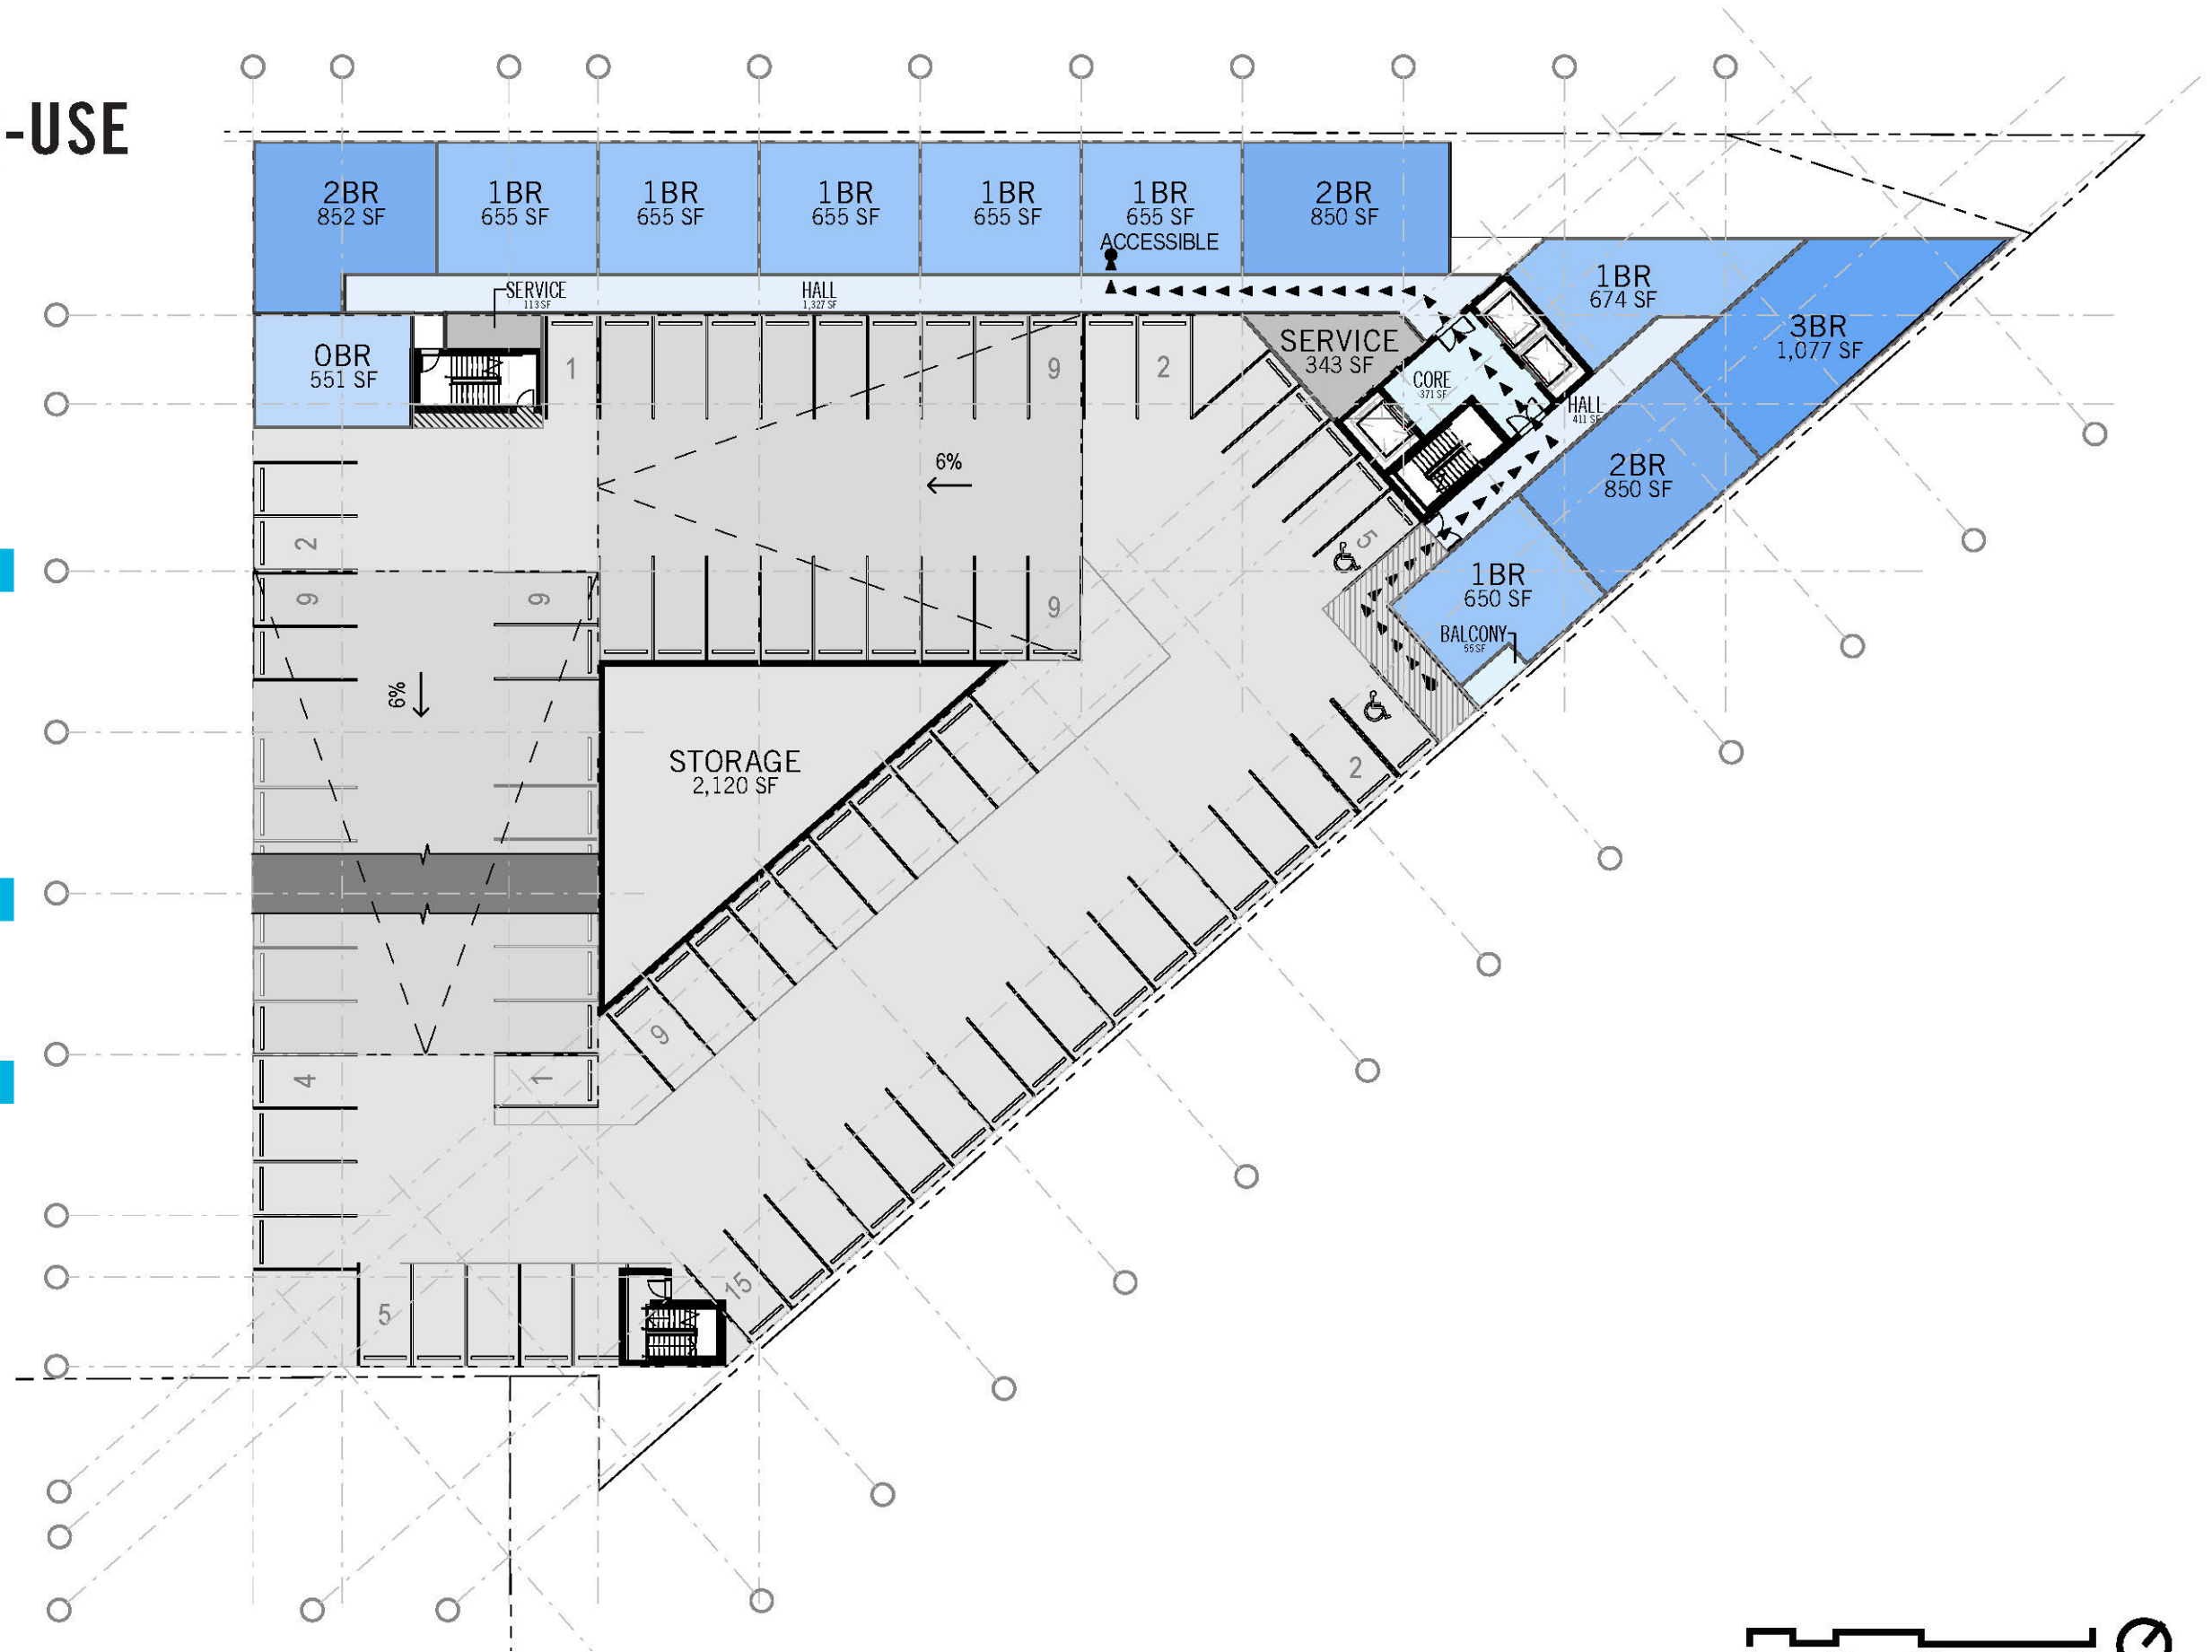 -USE
2BR
852 SF
1BR
655 SF
1BR
655 SF
1BR
655 SF
1BR
655 SF
1BR
655 SF
ACCESSIBLE
2BR
850 SF
1BR
674 SF
3BR
1,077 SF
SERVICE
113 SF
HALL
1,327 SF
0BR
551 SF
1
9
2
SERVICE
343 SF
CORE
371 SF
HALL
411 SF
2BR
850 SF
6%
2
5
9
9
9
1BR
650 SF
BALCONY
55 SF
6%
STORAGE
2,120 SF
2
9
4
1
15
5